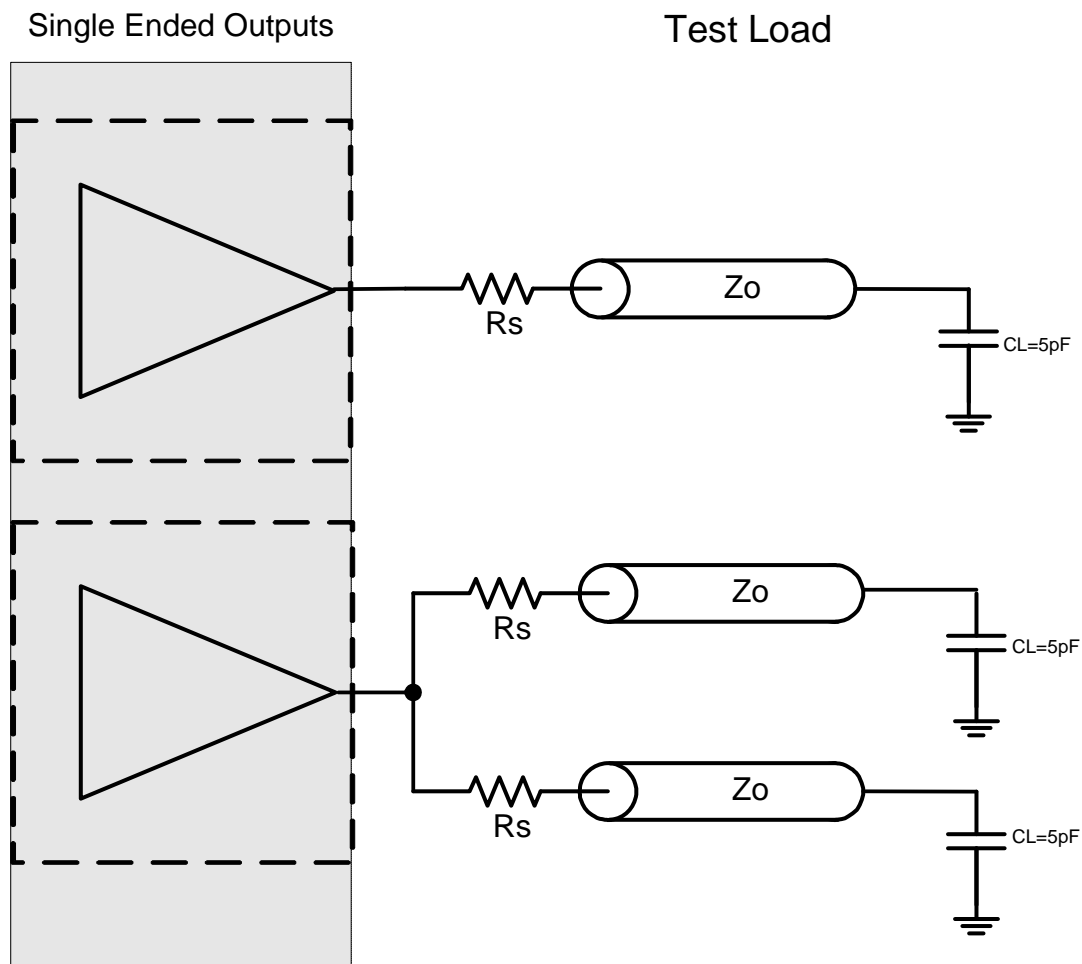 Single Ended Outputs
Test Load
Zo
Rs
CL=5pF
Zo
Rs
CL=5pF
Zo
Rs
CL=5pF